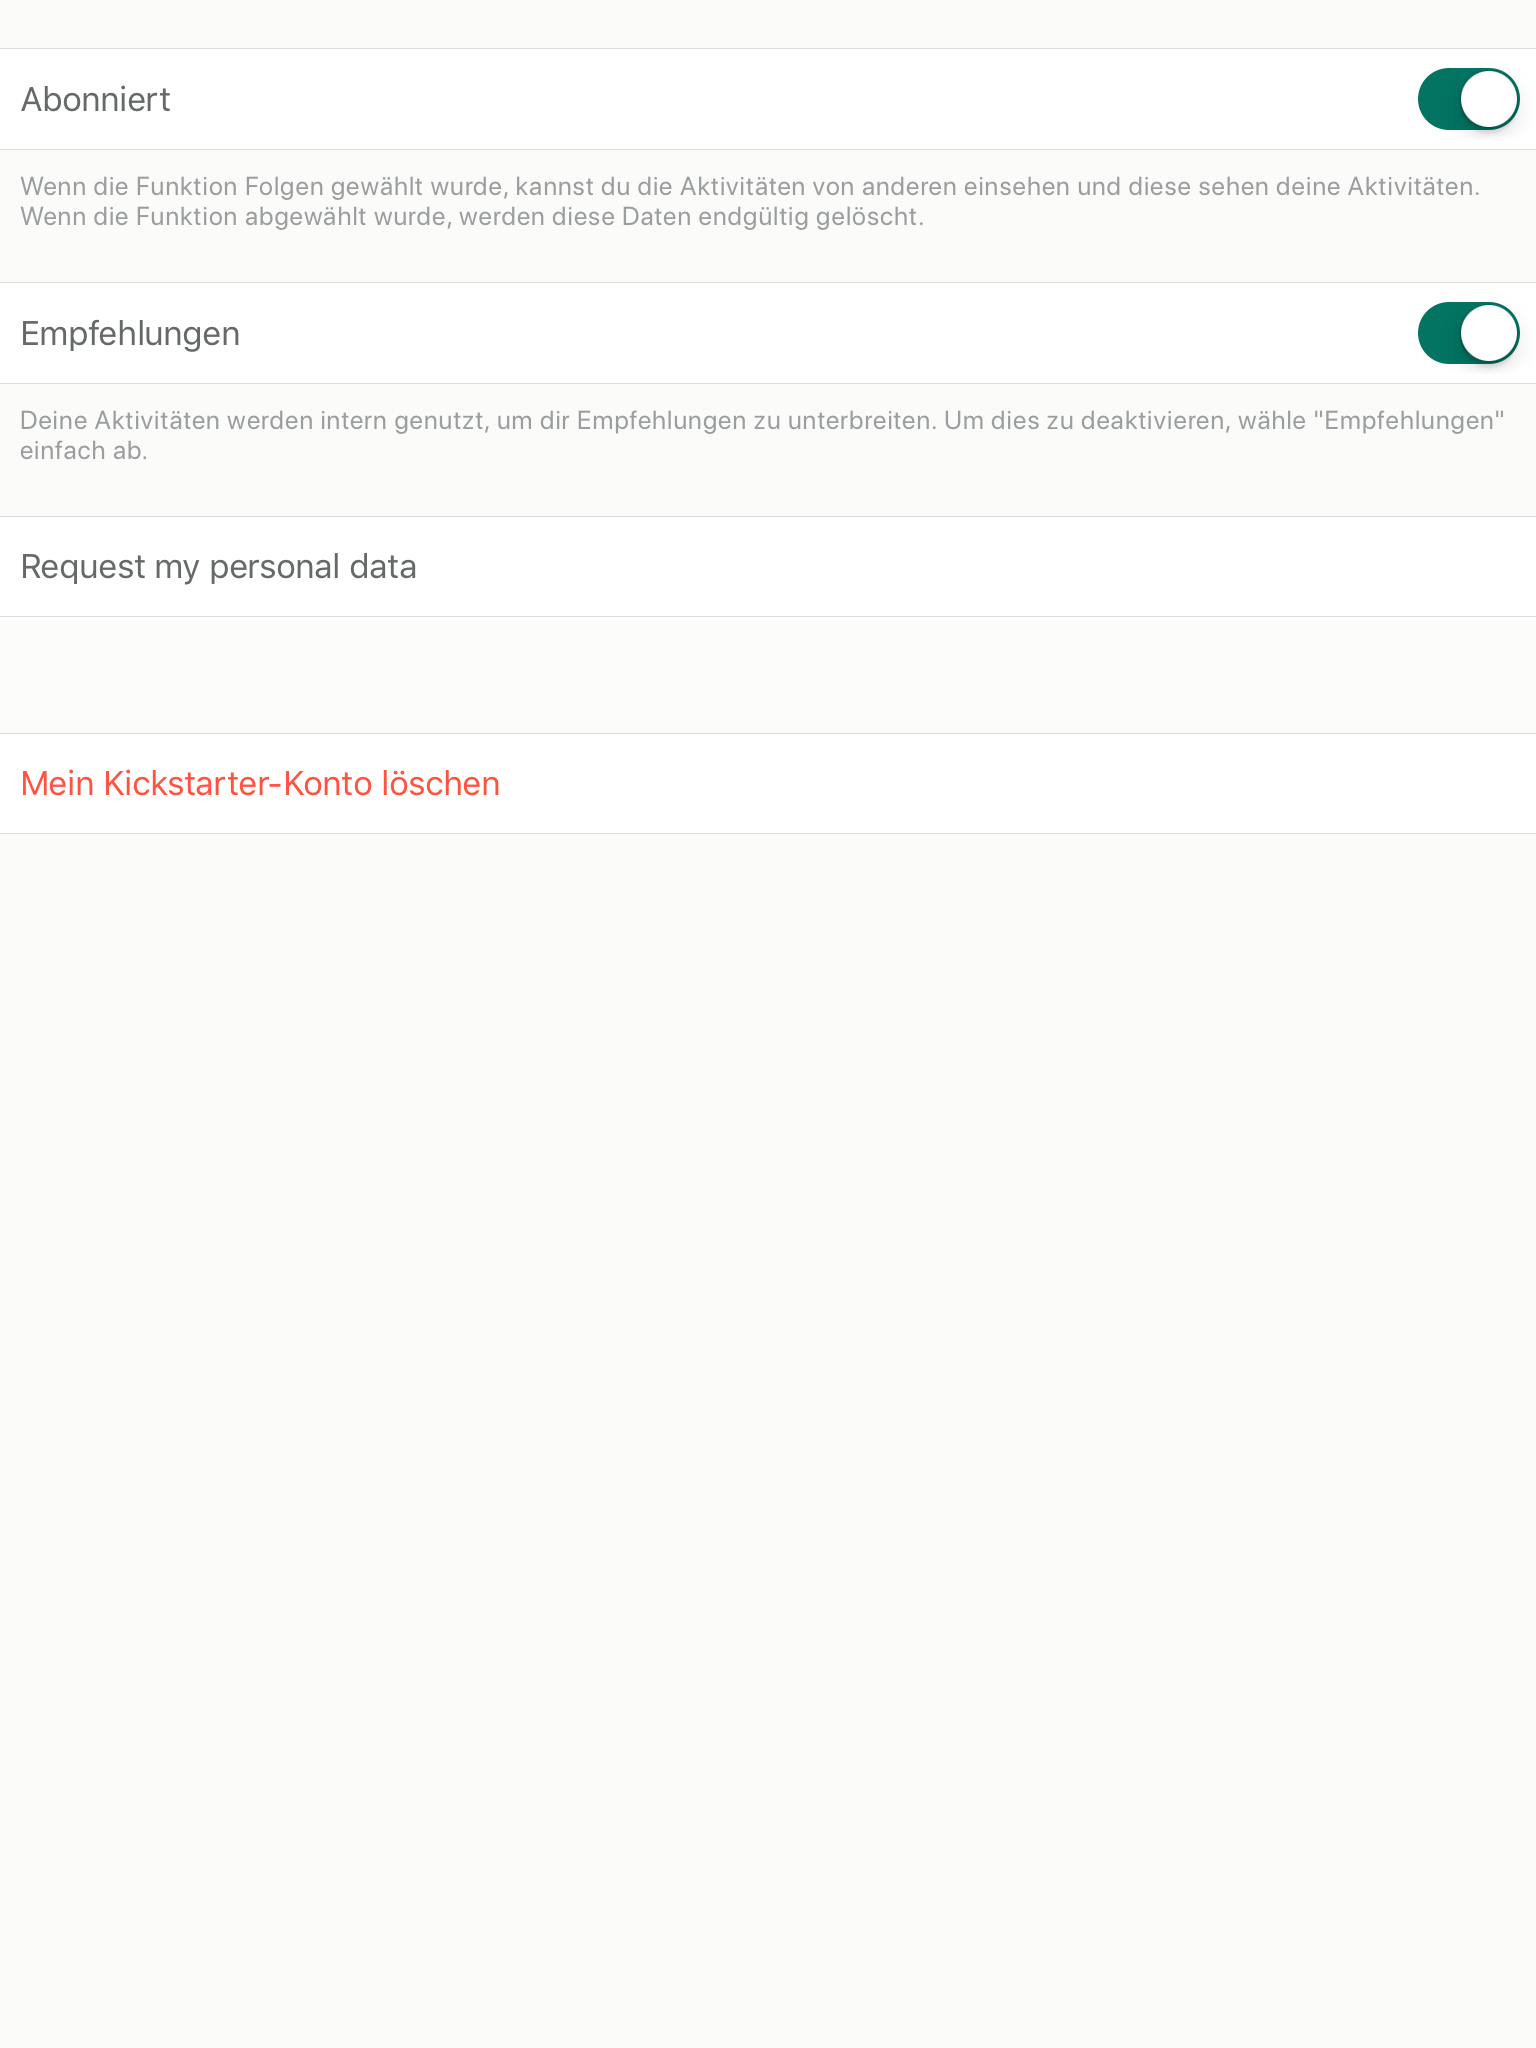 Abonniert
Wenn die Funktion Folgen gewählt wurde, kannst du die Aktivitäten von anderen einsehen und diese sehen deine Aktivitäten.
Wenn die Funktion abgewählt wurde, werden diese Daten endgültig gelöscht.
Empfehlungen
Deine Aktivitäten werden intern genutzt, um dir Empfehlungen zu unterbreiten. Um dies zu deaktivieren, wähle "Empfehlungen"
einfach ab.
Request my personal data
Mein Kickstarter-Konto löschen